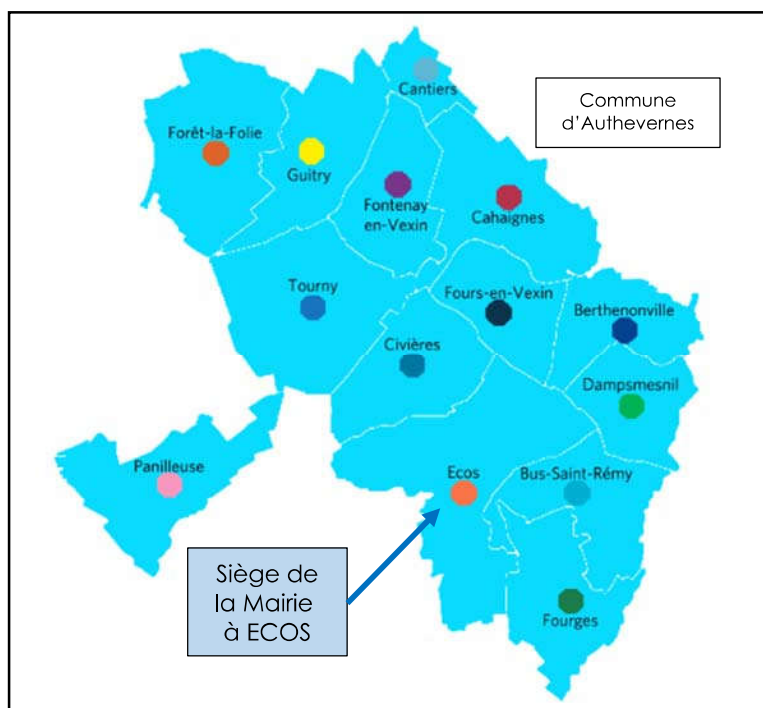 Cantiers
Commune
d'Authevernes
Forêt-la-Folie
Guitry
Fontenay
en-Vexin
Cahaignes
Tourny
Fours-en-Vexin
Berthenonville
Civières
Dampsmesnil
Panilleuse
Ecos
Bus-Saint-Rémy
Siège de
la Mairie
à ECOS
Fourges